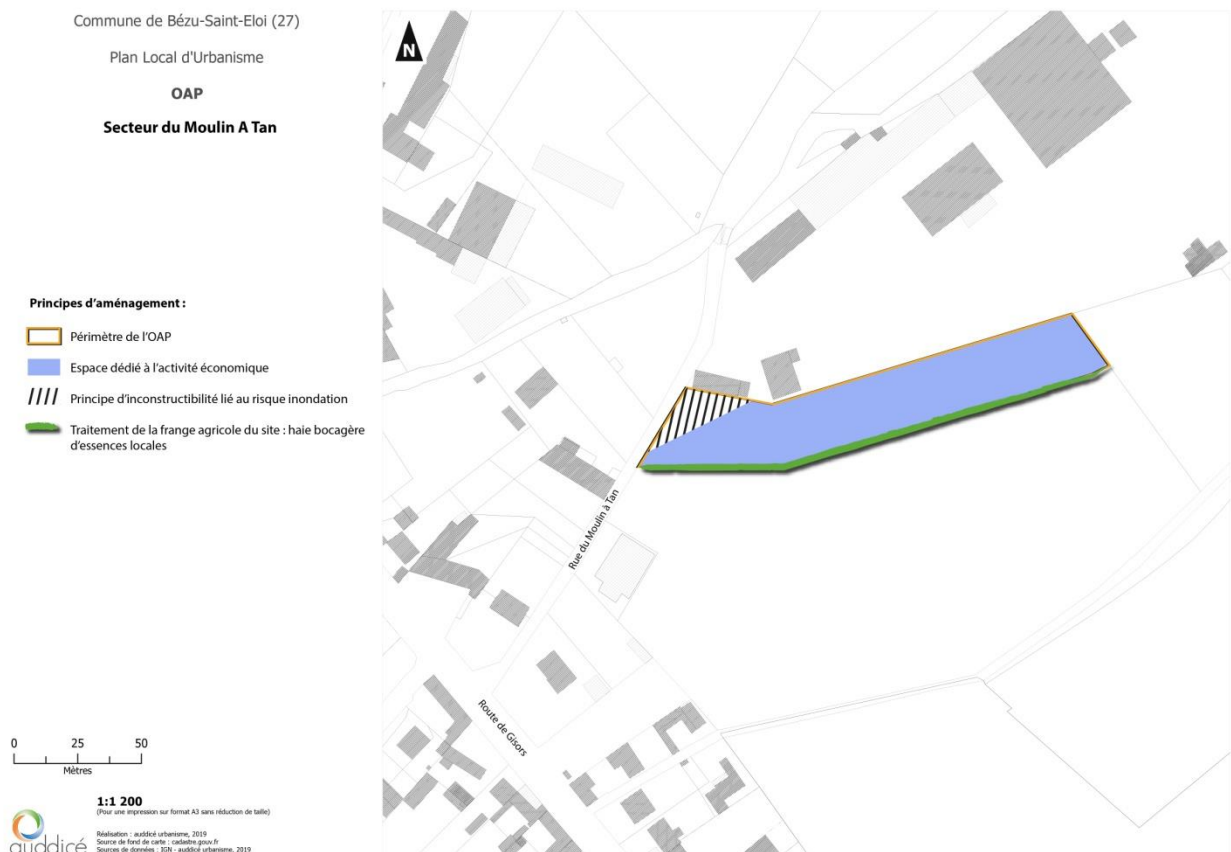 Commune de Bézu-Saint-Eloi (27)
Plan Local d'Urbanisme
OAP
Secteur du Moulin A Tan
N
Principes d'aménagement :
Périmètre de l'OAP
Espace dédié à l'activité économique
Principe d'inconstructibilité lié au risque inondation
Traitement de la frange agricole du site : haie bocagère
d'essences locales
Rue du Moulin à Tan
Route de Gisors
0 25 50
Mètres
1:1 200
(Pour une impression sur format A3 sans réduction de taille)
auddicé
Réalisation : auddicé urbanisme, 2019
Source de fond de carte : cadastre.gouv.fr
Sources de données : IGN - auddicé urbanisme, 2019